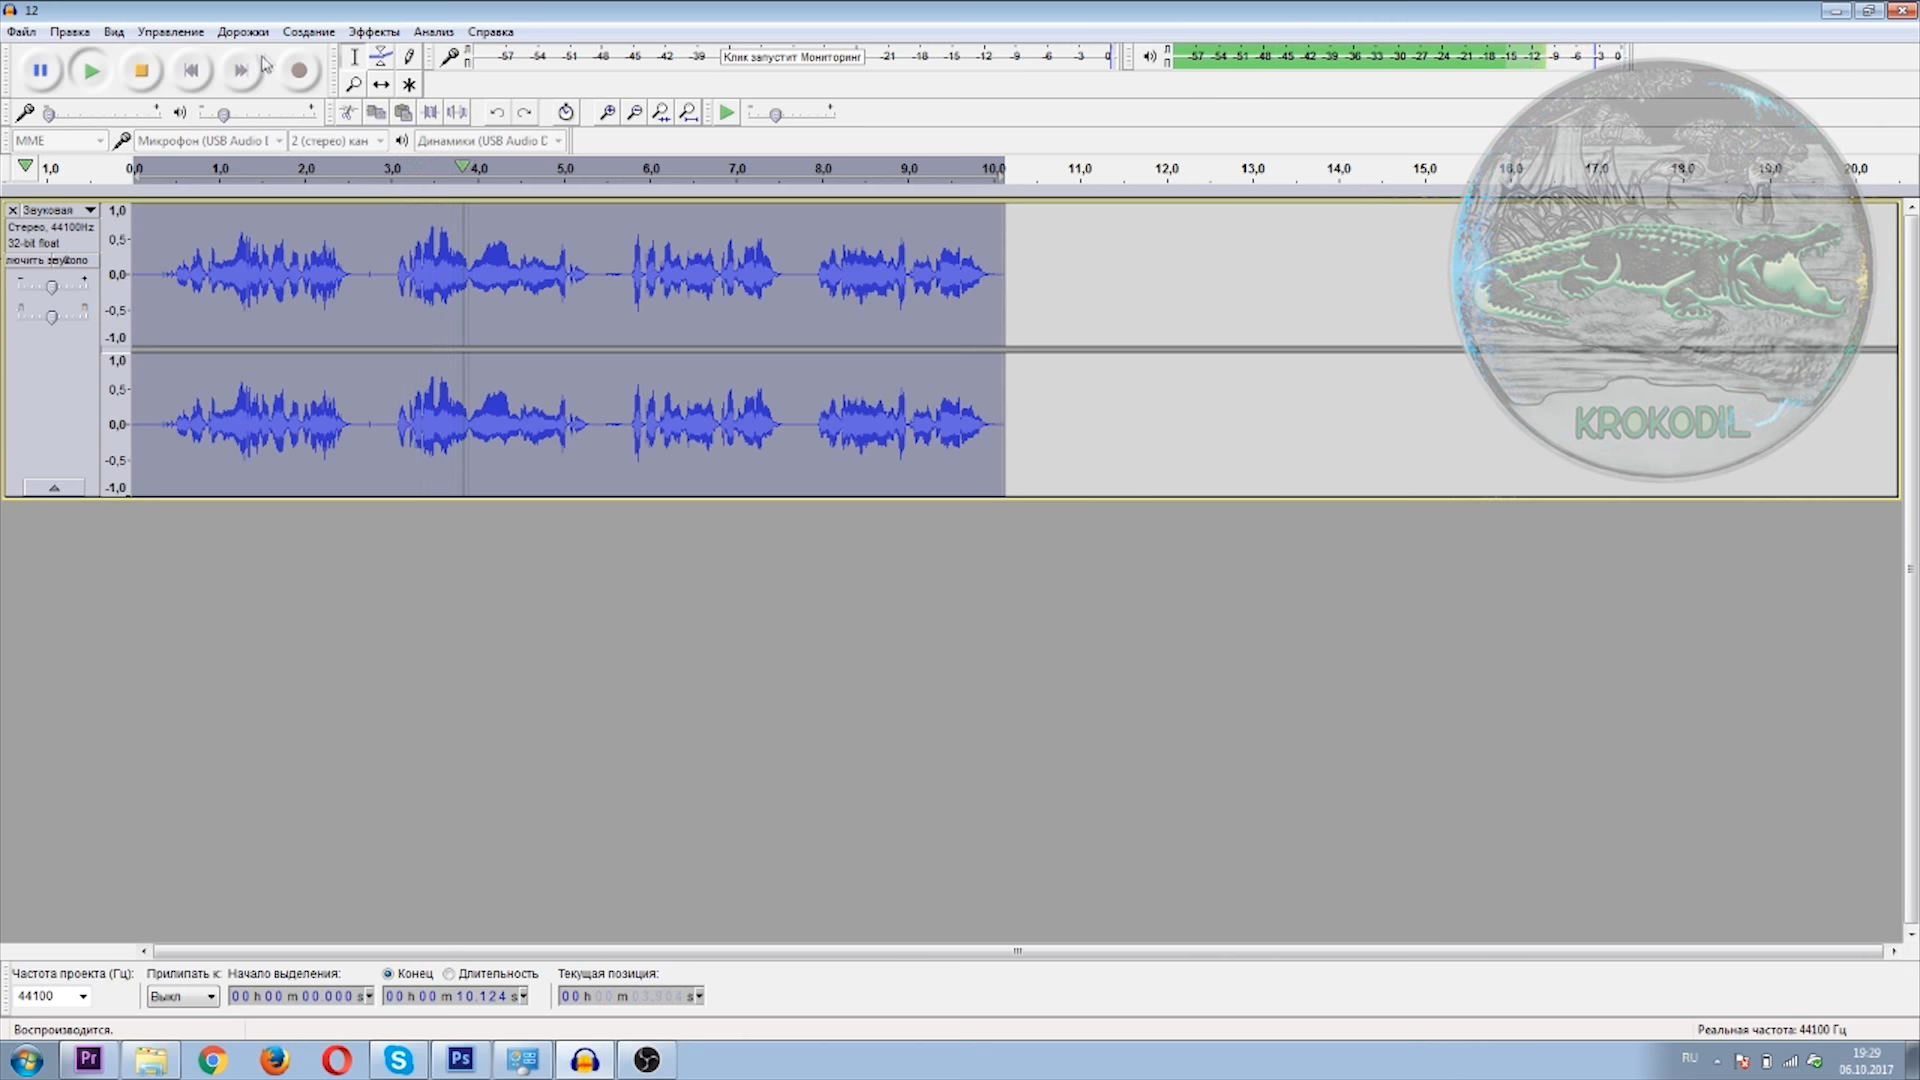 12
Файл Правка Вид Управление Дорожки Создание Эффекты Анализ Справка
Л -57 -54 -51 -48 -45 -42 -39 Клик запустит Мониторинг -21 -18 -15 -12 -9 -6 -3 0 Л -57 -54 -51 -48 -45 -42 -39 -36 -33 -30 -27 -24 -21 -18 -15 -12 -9 -6 -3 0
П П
- + - + - +
MME Микрофон (USB Audio 2 (стерео) кан Динамики (USB Audio
1,0 0,0 1,0 2,0 3,0 4,0 5,0 6,0 7,0 8,0 9,0 10,0 11,0 12,0 13,0 14,0 15,0 16,0 17,0 18,0 19,0 20,0
Звуковая 1,0
Стерео, 44100Hz
32-bit float 0,5
лючить
0,0
- +
Л П -0,5
-1,0
1,0
0,5
0,0
-0,5
-1,0
KROKODIL
Частота проекта (Гц): Прилипать к: Начало выделения: Конец Длительность Текущая позиция:
44100 Выкл 00 h 00 m 00.000 s 00 h 00 m 10.124 s 00 h 00 m 03.904 s
Воспроизводится. Реальная частота: 44100 Гц
Pr S Ps RU 19:29
06.10.2017